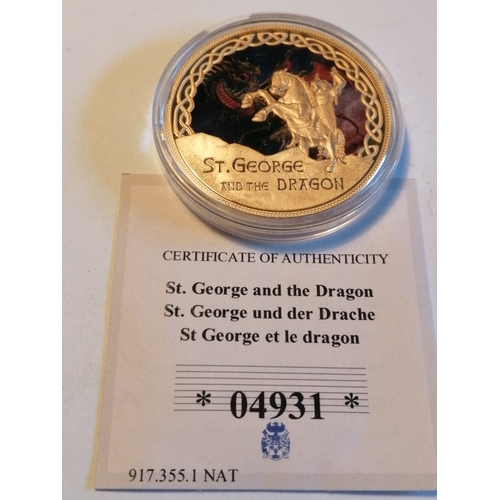 ST. GEORGE
AND THE DRAGON
CERTIFICATE OF AUTHENTICITY
St. George and the Dragon
St. George und der Drache
St George et le dragon
* 04931 *
917.355.1 NAT